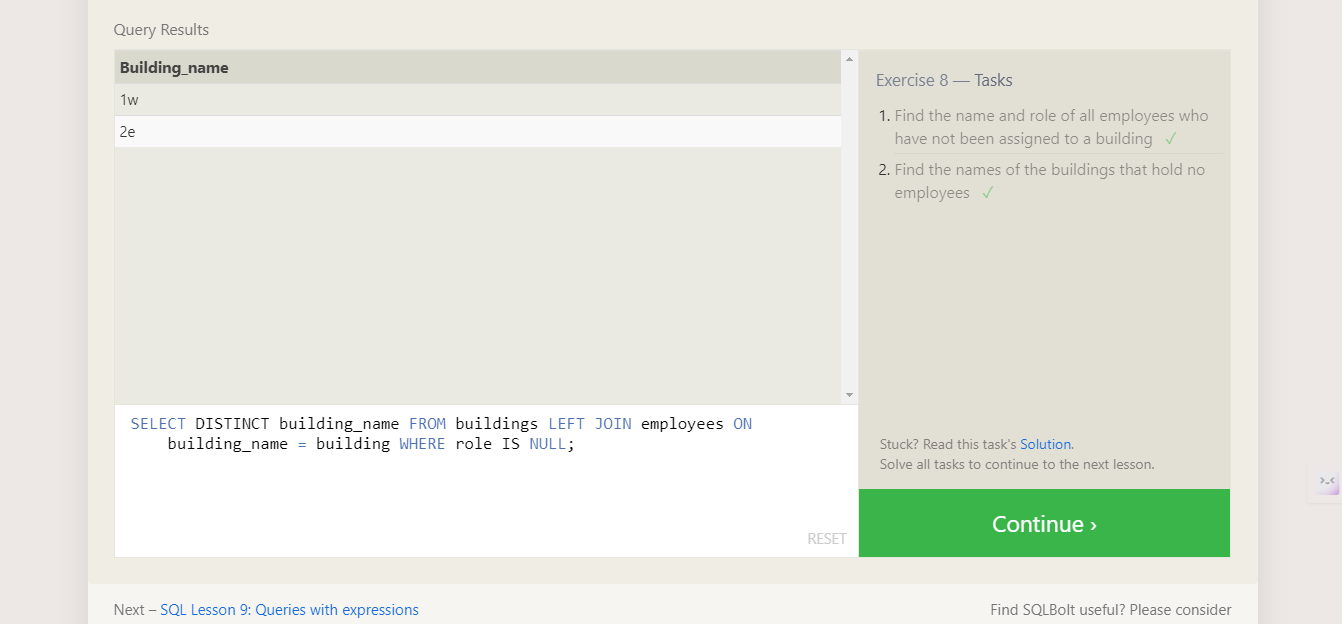 Query Results
Building_name
1w
2e
Exercise 8 — Tasks
1. Find the name and role of all employees who
have not been assigned to a building ✓
2. Find the names of the buildings that hold no
employees ✓
SELECT DISTINCT building_name FROM buildings LEFT JOIN employees ON
building_name = building WHERE role IS NULL;
RESET
Stuck? Read this task's Solution.
Solve all tasks to continue to the next lesson.
Continue ›
Next – SQL Lesson 9: Queries with expressions
Find SQLBolt useful? Please consider